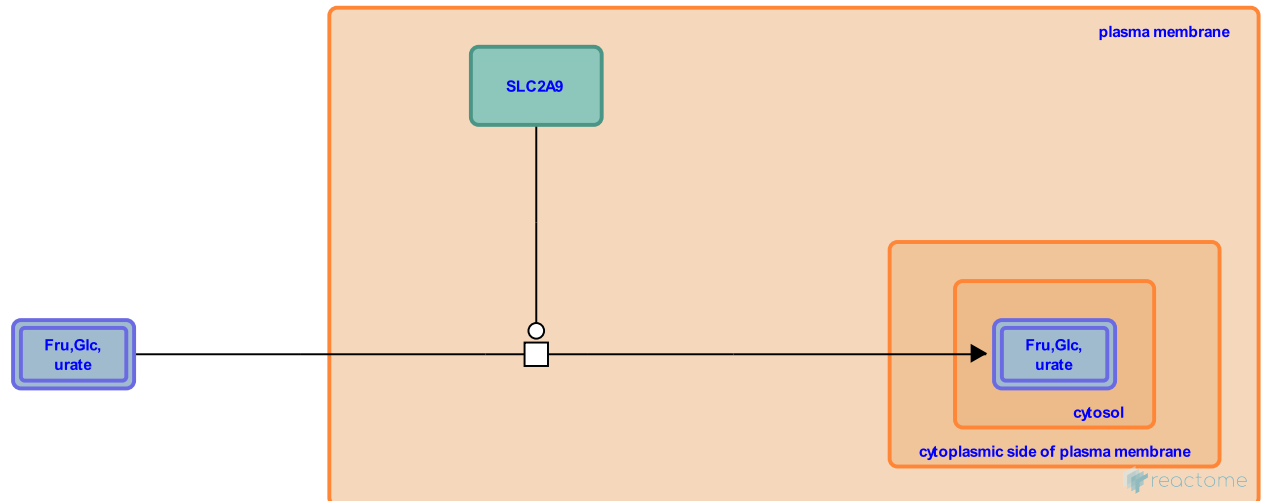 plasma membrane
SLC2A9
Fru,Glc,
urate
Fru,Glc,
urate
cytosol
cytoplasmic side of plasma membrane
reactome